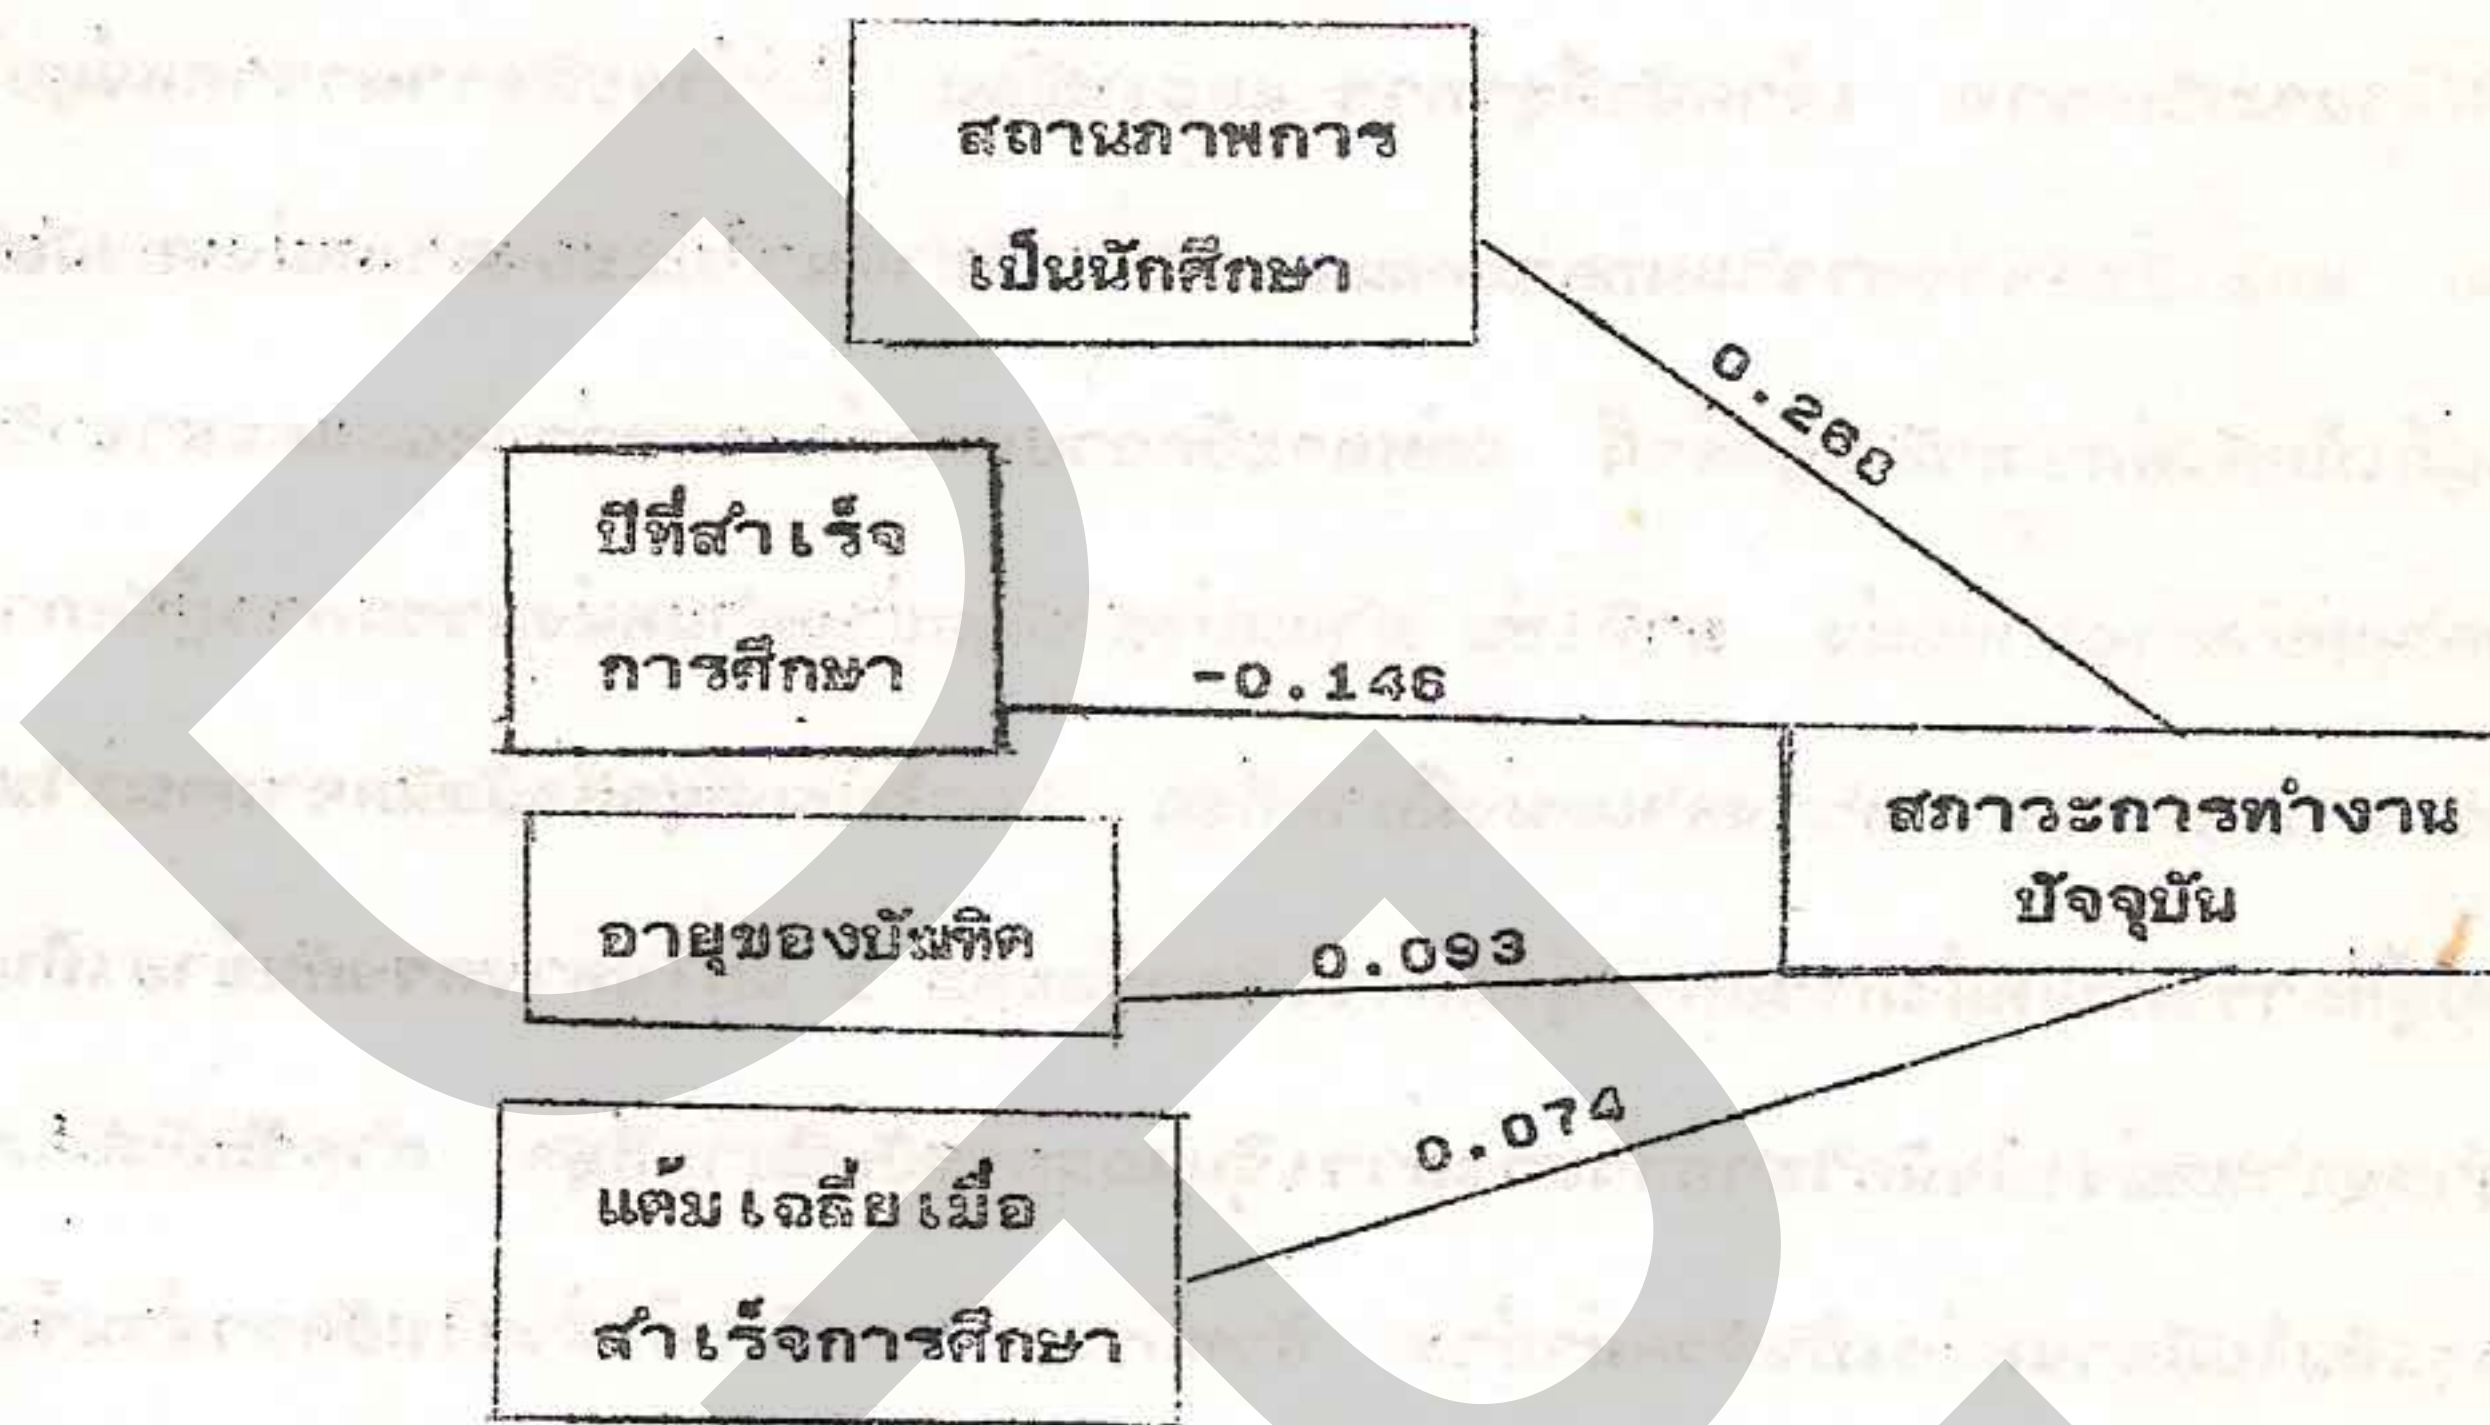 สถานภาพการ
เป็นนักศึกษา
0.268
ปีที่สำเร็จ
การศึกษา
-0.146
สภาวะการทำงาน
ปัจจุบัน
อายุของบัณฑิต
0.093
0.074
แต้มเฉลี่ยเมื่อ
สำเร็จการศึกษา